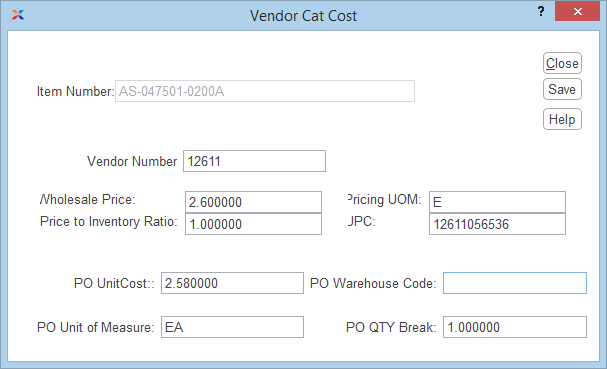 Vendor Cat Cost
?
Close
Item Number: AS-047501-0200A
Save
Help
Vendor Number 12611
Wholesale Price: 2.600000 Pricing UOM: E
Price to Inventory Ratio: 1.000000 UPC: 12611056536
PO UnitCost:: 2.580000 PO Warehouse Code:
PO Unit of Measure: EA PO QTY Break: 1.000000